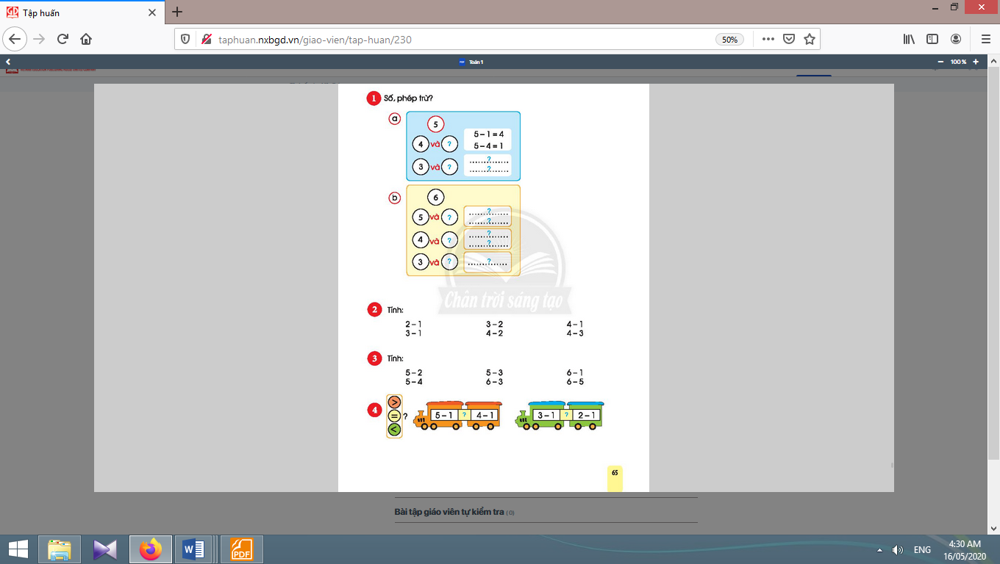 Tập huấn
taphuan.nxbgd.vn/giao-vien/tap-huan/230
50%
Toán 1
100 %
1 Số, phép trừ?
a
5
4 và ? 5 – 1 = 4
5 – 4 = 1
3 và ? ......?......
......?......
b
6
5 và ? ......?......
......?......
4 và ? ......?......
......?......
3 và ? ......?......
Chân trời sáng tạo
2 Tính:
2 – 1 3 – 2 4 – 1
3 – 1 4 – 2 4 – 3
3 Tính:
5 – 2 5 – 3 6 – 1
5 – 4 6 – 3 6 – 5
4 > = < ? 5 – 1 ? 4 – 1 3 – 1 ? 2 – 1
65
Bài tập giáo viên tự kiểm tra ( 0 )
ENG
4:30 AM
16/05/2020